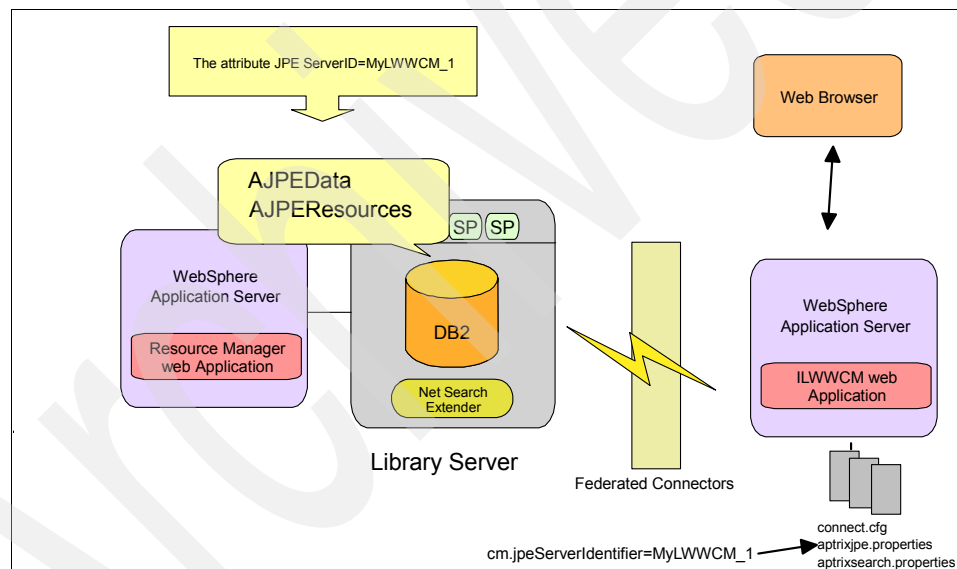 The attribute JPE ServerID=MyLWWCM_1
Web Browser
AJPEData
AJPEResources
SP
SP
WebSphere
Application Server
Resource Manager
web Application
DB2
Net Search
Extender
Library Server
Federated Connectors
WebSphere
Application Server
ILWWCM web
Application
connect.cfg
cm.jpeServerIdentifier=MyLWWCM_1
aptrixjpe.properties
aptrixsearch.properties